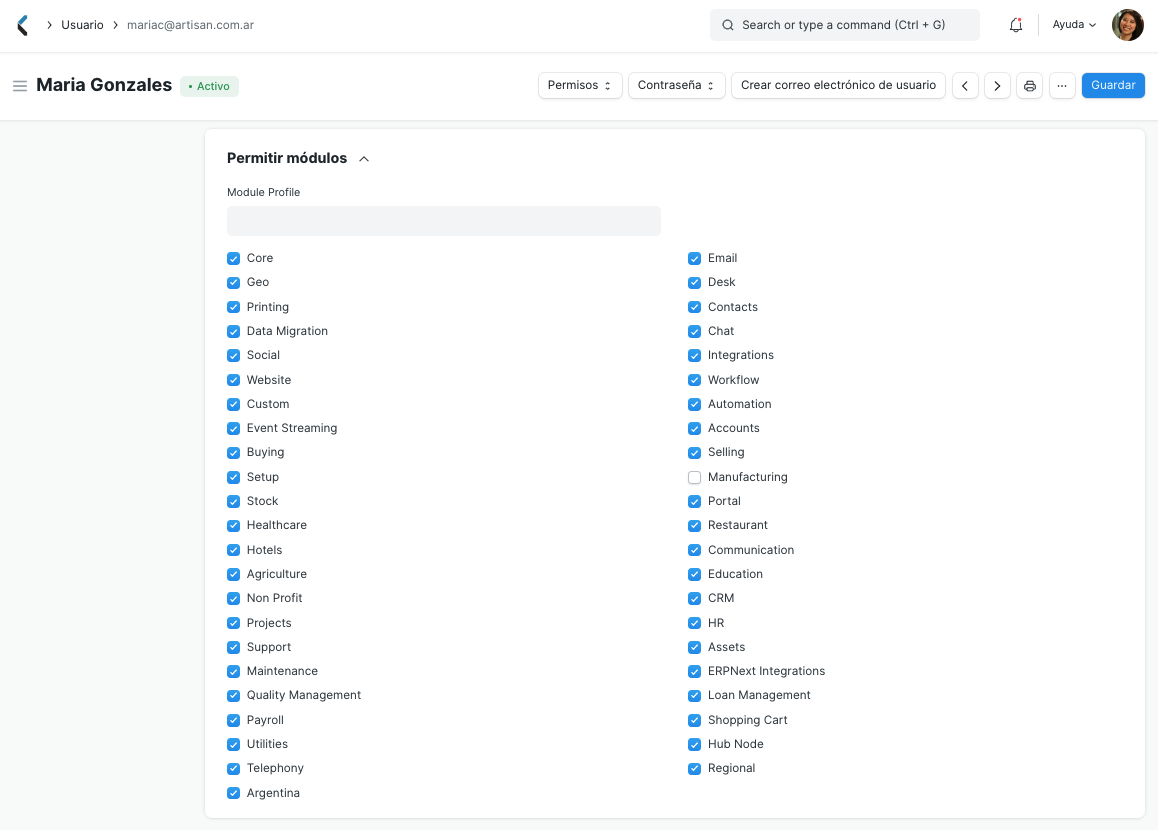 Usuario
mariac@artisan.com.ar
Search or type a command (Ctrl + G)
Ayuda
Maria Gonzales
Activo
Permisos
Contraseña
Crear correo electrónico de usuario
Guardar
Permitir módulos
Module Profile
Core
Geo
Printing
Data Migration
Social
Website
Custom
Event Streaming
Buying
Setup
Stock
Healthcare
Hotels
Agriculture
Non Profit
Projects
Support
Maintenance
Quality Management
Payroll
Utilities
Telephony
Argentina
Email
Desk
Contacts
Chat
Integrations
Workflow
Automation
Accounts
Selling
Manufacturing
Portal
Restaurant
Communication
Education
CRM
HR
Assets
ERPNext Integrations
Loan Management
Shopping Cart
Hub Node
Regional